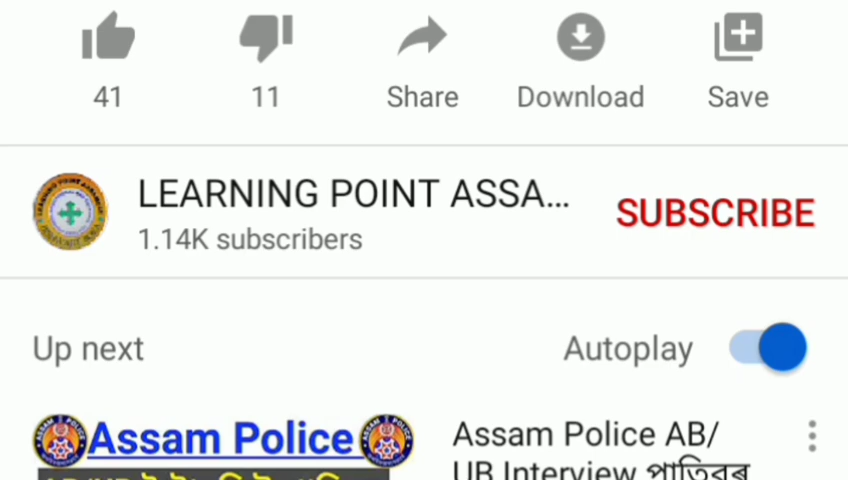 41 11 Share Download Save
LEARNING POINT ASSA...
SUBSCRIBE
1.14K subscribers
Up next Autoplay
Assam Police
Assam Police AB/
UB Interview পাতিবৰ